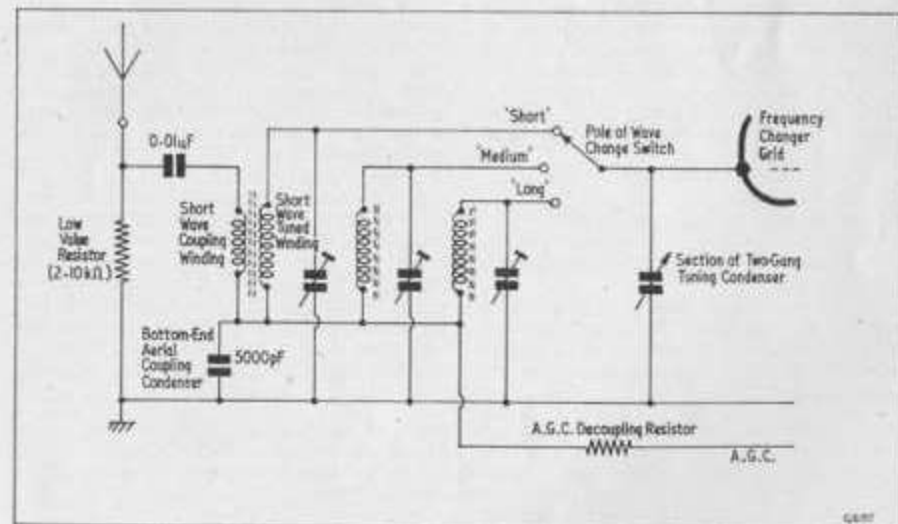 0·01μF
Low
Value
Resistor
(2-10kΩ)
Short
Wave
Coupling
Winding
Short
Wave
Tuned
Winding
'Short'
'Medium'
'Long'
Pole of Wave
Change Switch
Frequency
Changer
Grid
Section of Two-Gang
Tuning Condenser
Bottom-End
Aerial
Coupling
Condenser
5000pF
A.G.C. Decoupling Resistor
A.G.C.